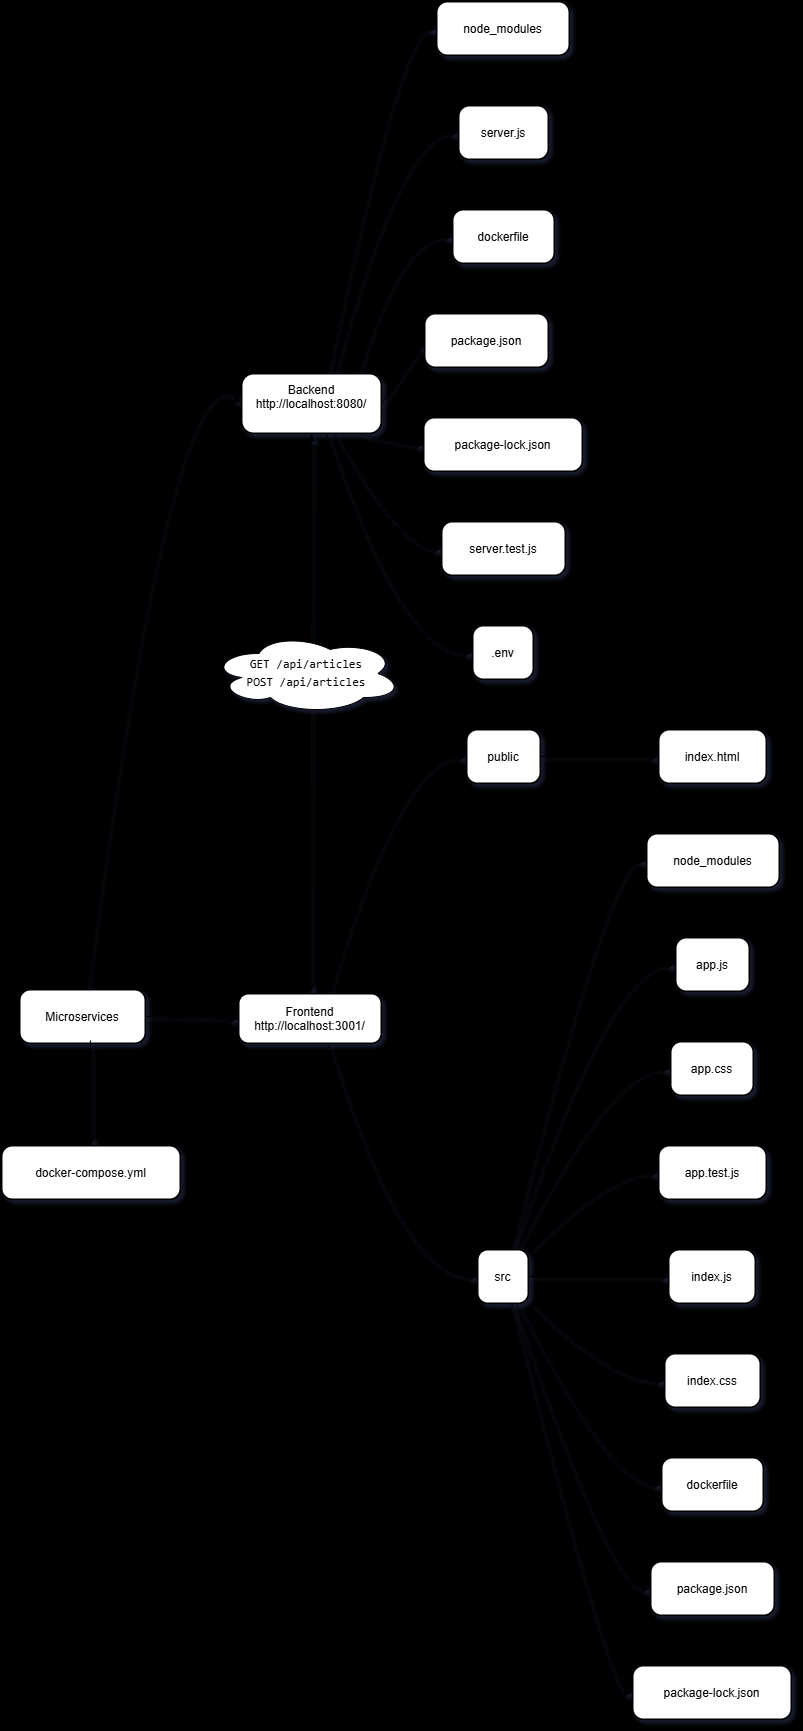 node_modules
server.js
dockerfile
package.json
Backend
http://localhost:8080/
package-lock.json
server.test.js
.env
GET /api/articles
POST /api/articles
public
index.html
node_modules
app.js
Microservices
Frontend
http://localhost:3001/
app.css
docker-compose.yml
app.test.js
src
index.js
index.css
dockerfile
package.json
package-lock.json